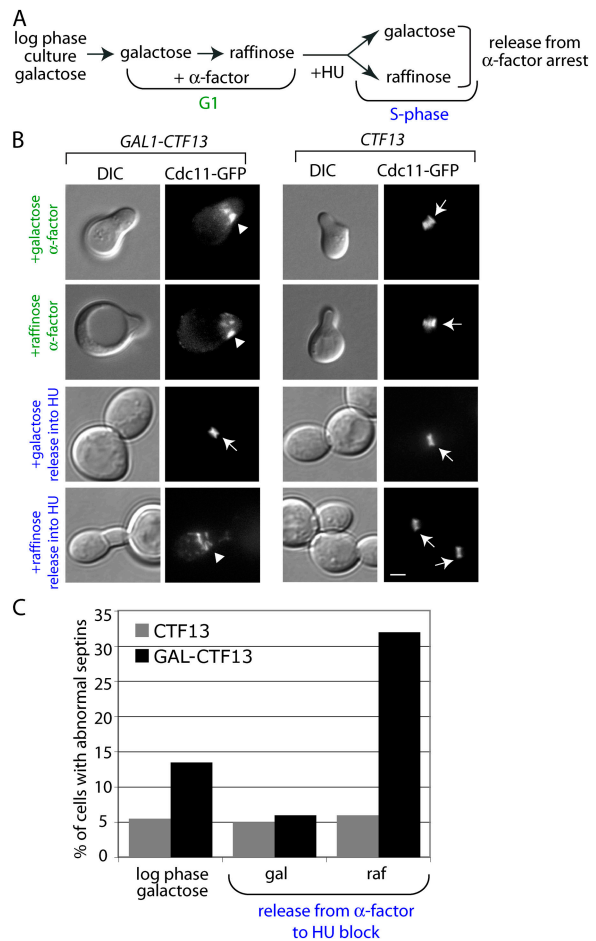 A
log phase
culture
galactose
galactose
raffinose
+ α-factor
G1
+HU
galactose
raffinose
S-phase
release from
α-factor arrest
B
GAL1-CTF13
CTF13
DIC
Cdc11-GFP
DIC
Cdc11-GFP
+galactose
α-factor
+raffinose
α-factor
+galactose
release into HU
+raffinose
release into HU
C
% of cells with abnormal septins
35
30
25
20
15
10
5
0
CTF13
GAL-CTF13
log phase
galactose
gal
raf
release from α-factor
to HU block